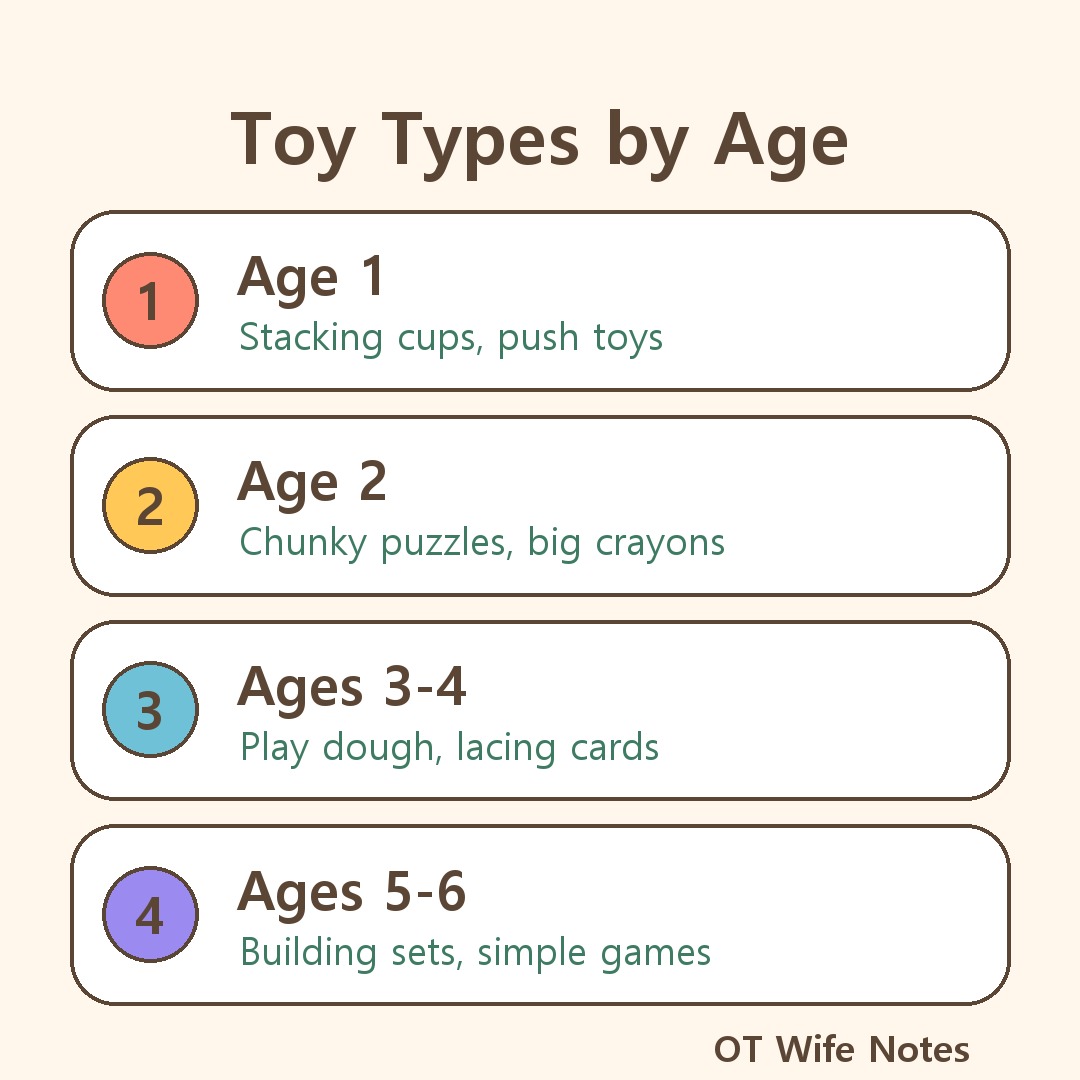 Toy Types by Age
1
Age 1
Stacking cups, push toys
2
Age 2
Chunky puzzles, big crayons
3
Ages 3-4
Play dough, lacing cards
4
Ages 5-6
Building sets, simple games
OT Wife Notes